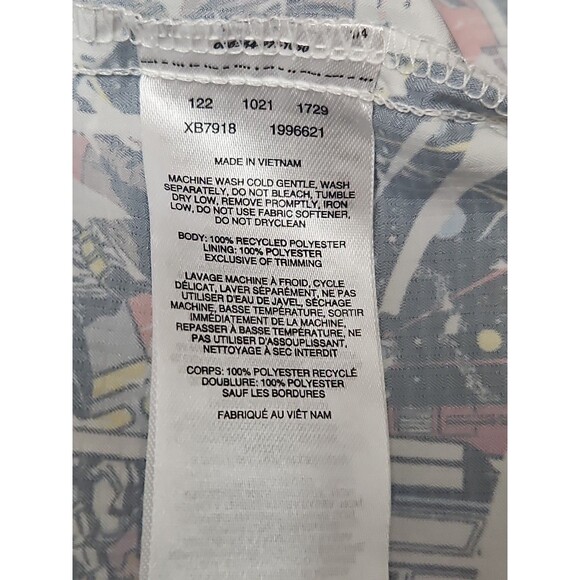 122 1021 1729
XB7918 1996621
MADE IN VIETNAM
MACHINE WASH COLD GENTLE, WASH
SEPARATELY, DO NOT BLEACH, TUMBLE
DRY LOW, REMOVE PROMPTLY, IRON
LOW, DO NOT USE FABRIC SOFTENER,
DO NOT DRYCLEAN
BODY: 100% RECYCLED POLYESTER
LINING: 100% POLYESTER
EXCLUSIVE OF TRIMMING
LAVAGE MACHINE À FROID, CYCLE
DÉLICAT, LAVER SÉPARÉMENT, NE PAS
UTILISER D'EAU DE JAVEL, SÉCHAGE
MACHINE, BASSE TEMPÉRATURE, SORTIR
IMMÉDIATEMENT DE LA MACHINE,
REPASSER À BASSE TEMPÉRATURE, NE
PAS UTILISER D'ASSOUPLISSANT,
NETTOYAGE À SEC INTERDIT
CORPS: 100% POLYESTER RECYCLÉ
DOUBLURE: 100% POLYESTER
SAUF LES BORDURES
FABRIQUÉ AU VIÊT NAM